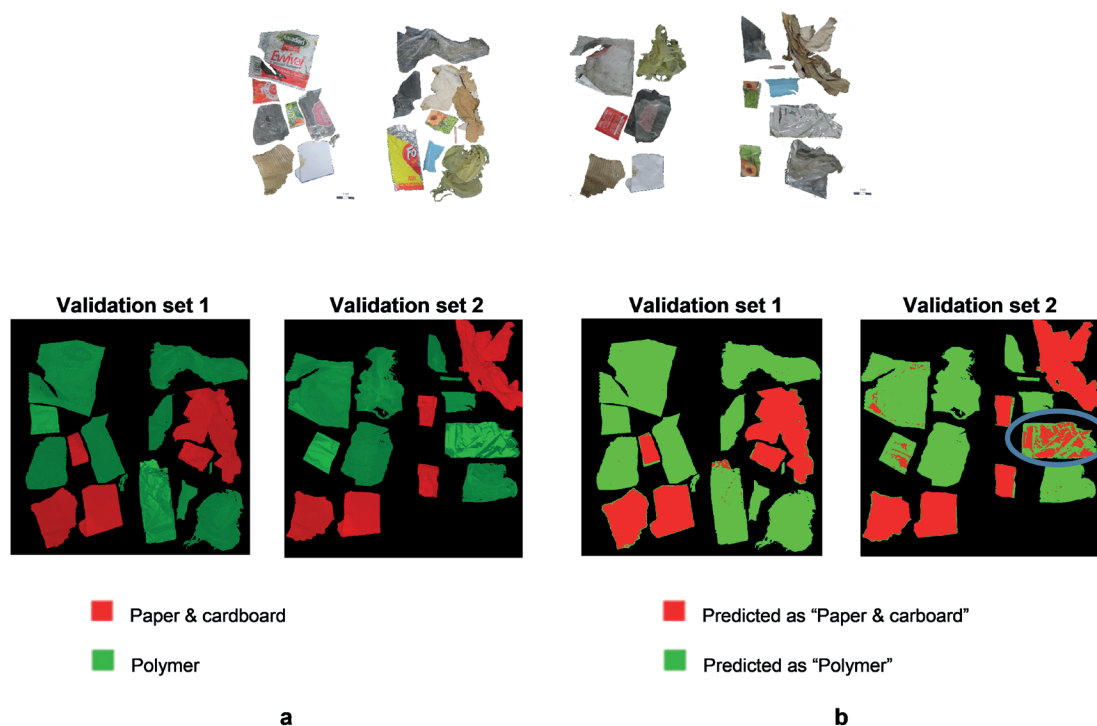 Validation set 1
Validation set 2
Validation set 1
Validation set 2
Paper & cardboard
Polymer
Predicted as “Paper & carboard”
Predicted as “Polymer”
a
b